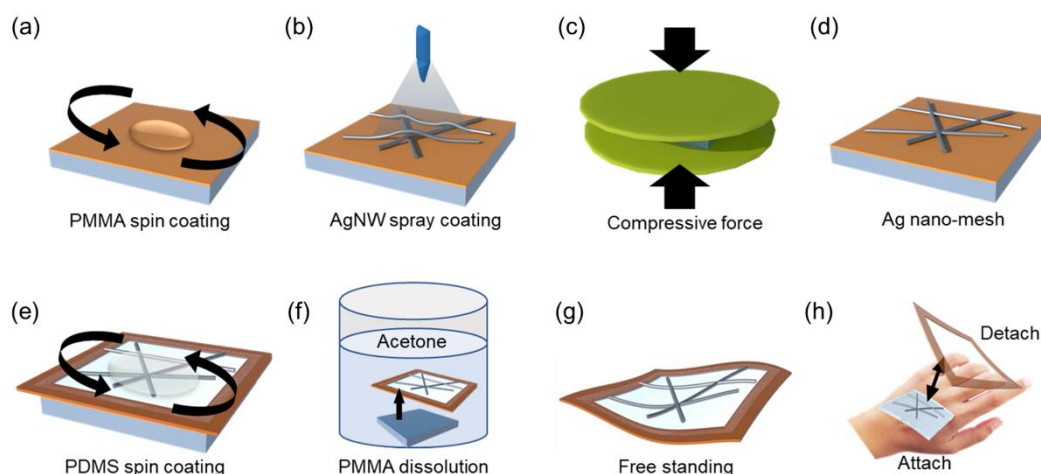 (a)
(b)
(c)
(d)
PMMA spin coating
AgNW spray coating
Compressive force
Ag nano-mesh
(e)
(f)
(g)
(h)
Acetone
Detach
PDMS spin coating
PMMA dissolution
Free standing
Attach